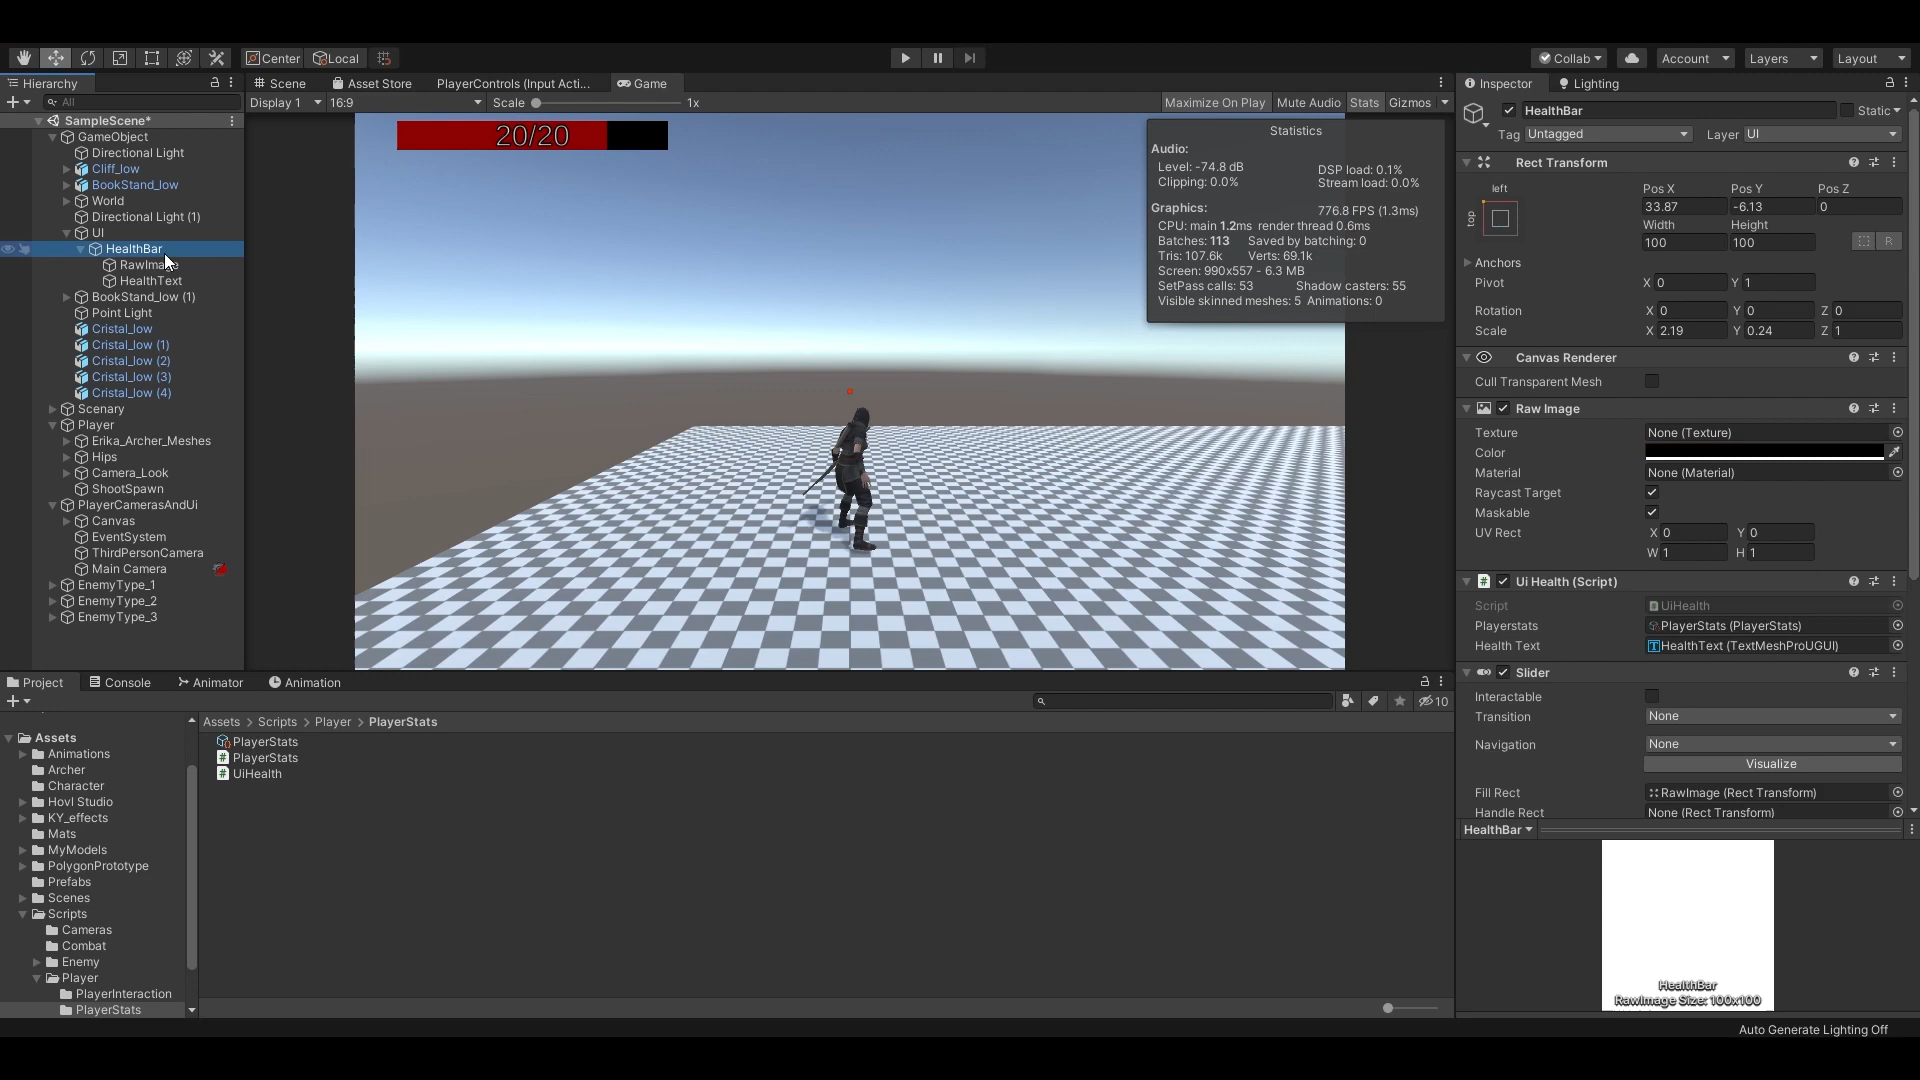 Center
Local
Collab
Account
Layers
Layout
Hierarchy
All
SampleScene*
GameObject
Directional Light
Cliff_low
BookStand_low
World
Directional Light (1)
UI
HealthBar
RawImage
HealthText
BookStand_low (1)
Point Light
Cristal_low
Cristal_low (1)
Cristal_low (2)
Cristal_low (3)
Cristal_low (4)
Scenary
Player
Erika_Archer_Meshes
Hips
Camera_Look
ShootSpawn
PlayerCamerasAndUi
Canvas
EventSystem
ThirdPersonCamera
Main Camera
EnemyType_1
EnemyType_2
EnemyType_3
Scene
Asset Store
PlayerControls (Input Acti...
Game
Display 1
16:9
Scale
1x
Maximize On Play
Mute Audio
Stats
Gizmos
20/20
Statistics
Audio:
Level: -74.8 dB
DSP load: 0.1%
Clipping: 0.0%
Stream load: 0.0%
Graphics:
776.8 FPS (1.3ms)
CPU: main 1.2ms render thread 0.6ms
Batches: 113 Saved by batching: 0
Tris: 107.6k Verts: 69.1k
Screen: 990x557 - 6.3 MB
SetPass calls: 53 Shadow casters: 55
Visible skinned meshes: 5 Animations: 0
Inspector
Lighting
HealthBar
Static
Tag Untagged
Layer UI
Rect Transform
left
top
Pos X Pos Y Pos Z
33.87 -6.13 0
Width Height
100 100
R
Anchors
Pivot X 0 Y 1
Rotation X 0 Y 0 Z 0
Scale X 2.19 Y 0.24 Z 1
Canvas Renderer
Cull Transparent Mesh
Raw Image
Texture None (Texture)
Color
Material None (Material)
Raycast Target
Maskable
UV Rect X 0 Y 0
W 1 H 1
Ui Health (Script)
Script UiHealth
Playerstats PlayerStats (PlayerStats)
Health Text HealthText (TextMeshProUGUI)
Slider
Interactable
Transition None
Navigation None
Visualize
Fill Rect RawImage (Rect Transform)
Handle Rect None (Rect Transform)
HealthBar
HealthBar
RawImage Size: 100x100
Project
Console
Animator
Animation
10
Assets
Animations
Archer
Character
Hovl Studio
KY_effects
Mats
MyModels
PolygonPrototype
Prefabs
Scenes
Scripts
Cameras
Combat
Enemy
Player
PlayerInteraction
PlayerStats
Assets > Scripts > Player > PlayerStats
PlayerStats
PlayerStats
UiHealth
Auto Generate Lighting Off